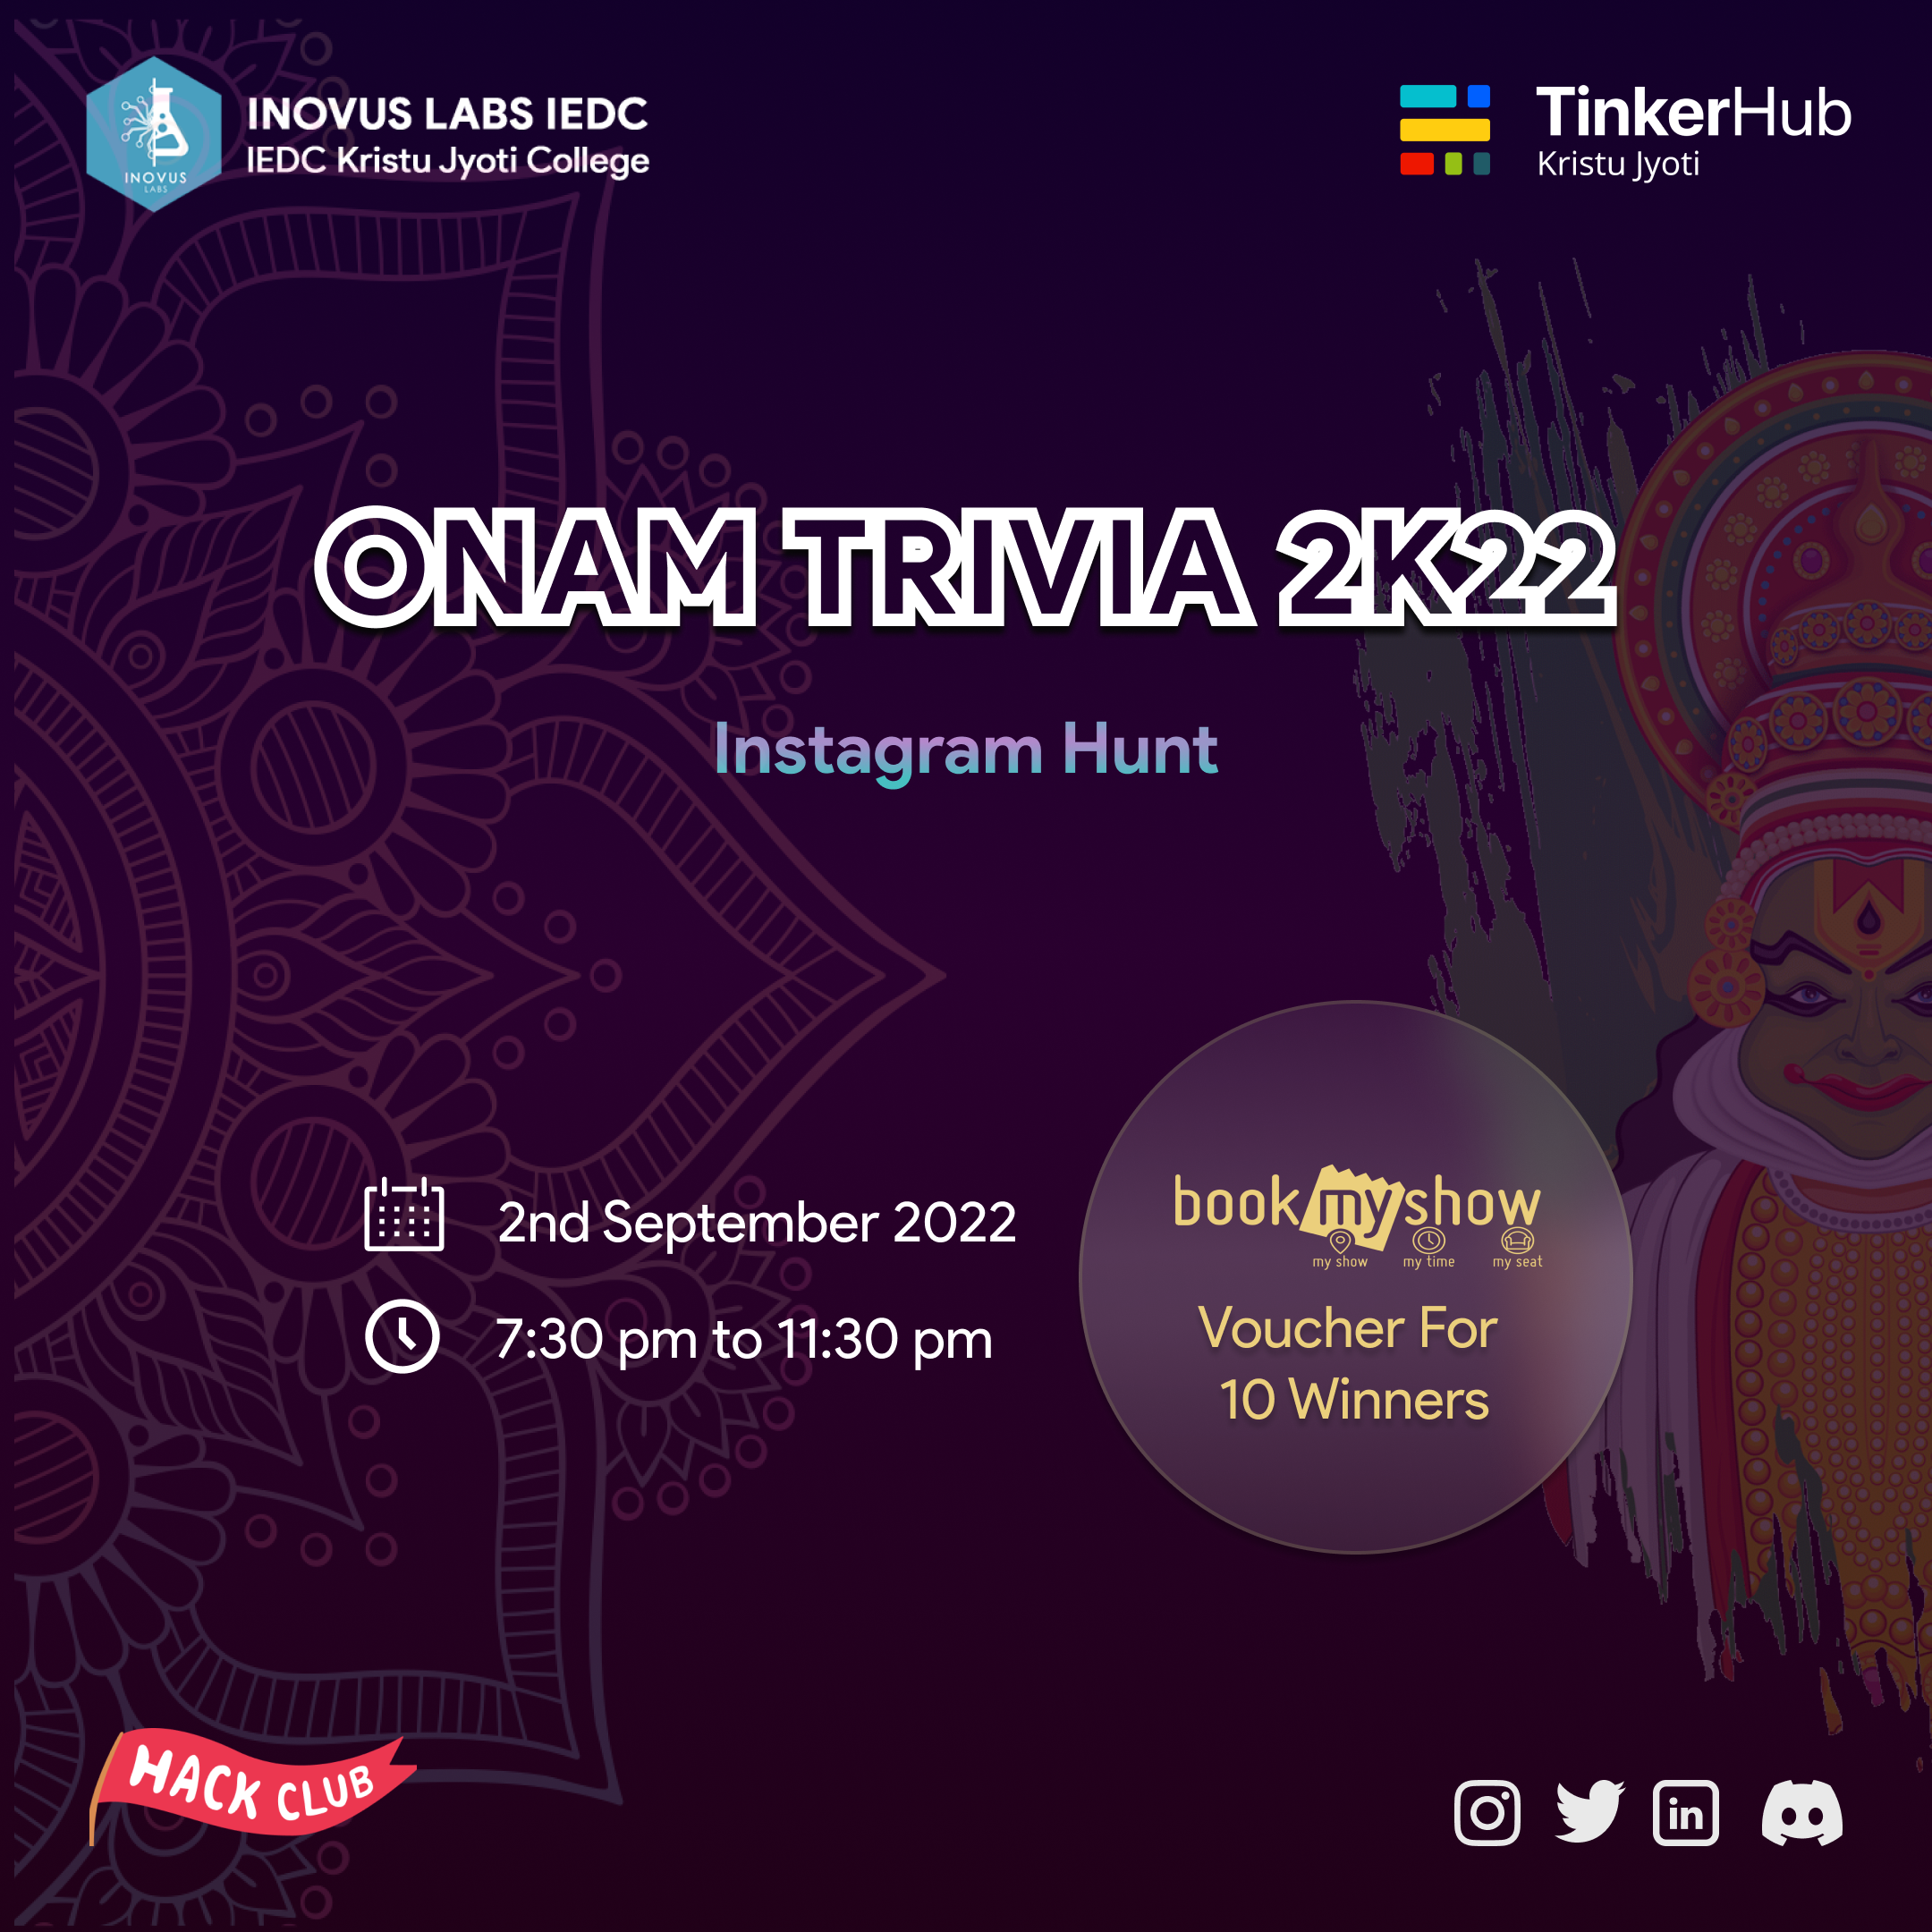 INOVUS LABS IEDC
IEDC Kristu Jyoti College
INOVUS
LABS
TinkerHub
Kristu Jyoti
ONAM TRIVIA 2K22
Instagram Hunt
2nd September 2022
7:30 pm to 11:30 pm
bookmyshow
my show my time my seat
Voucher For
10 Winners
HACK CLUB
in